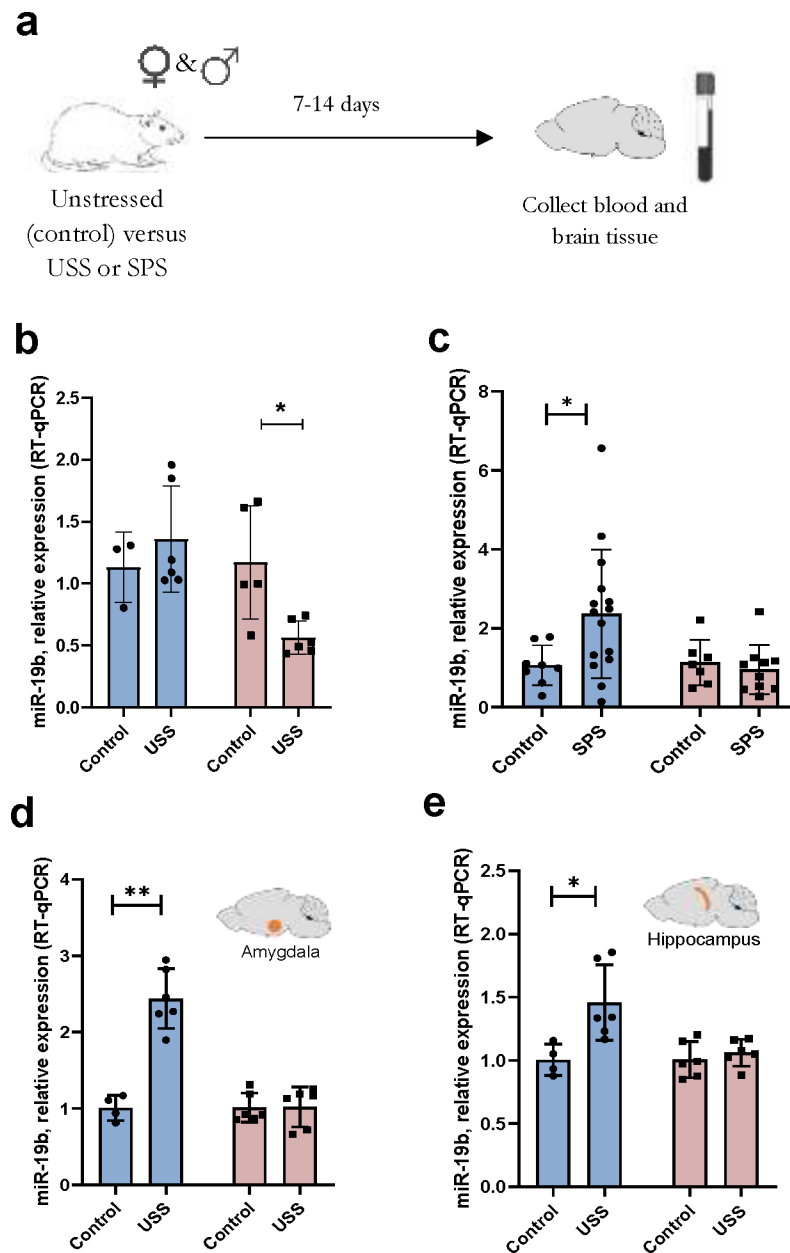 a
♀ & ♂
7-14 days
Unstressed
(control) versus
USS or SPS
Collect blood and
brain tissue
b
miR-19b, relative expression (RT-qPCR)
2.5
2.0
1.5
1.0
0.5
0.0
*
Control
USS
Control
USS
c
miR-19b, relative expression (RT-qPCR)
8
6
4
2
0
*
Control
SPS
Control
SPS
d
miR-19b, relative expression (RT-qPCR)
4
3
2
1
0
**
Amygdala
Control
USS
Control
USS
e
miR-19b, relative expression (RT-qPCR)
2.5
2.0
1.5
1.0
0.5
0.0
*
Hippocampus
Control
USS
Control
USS